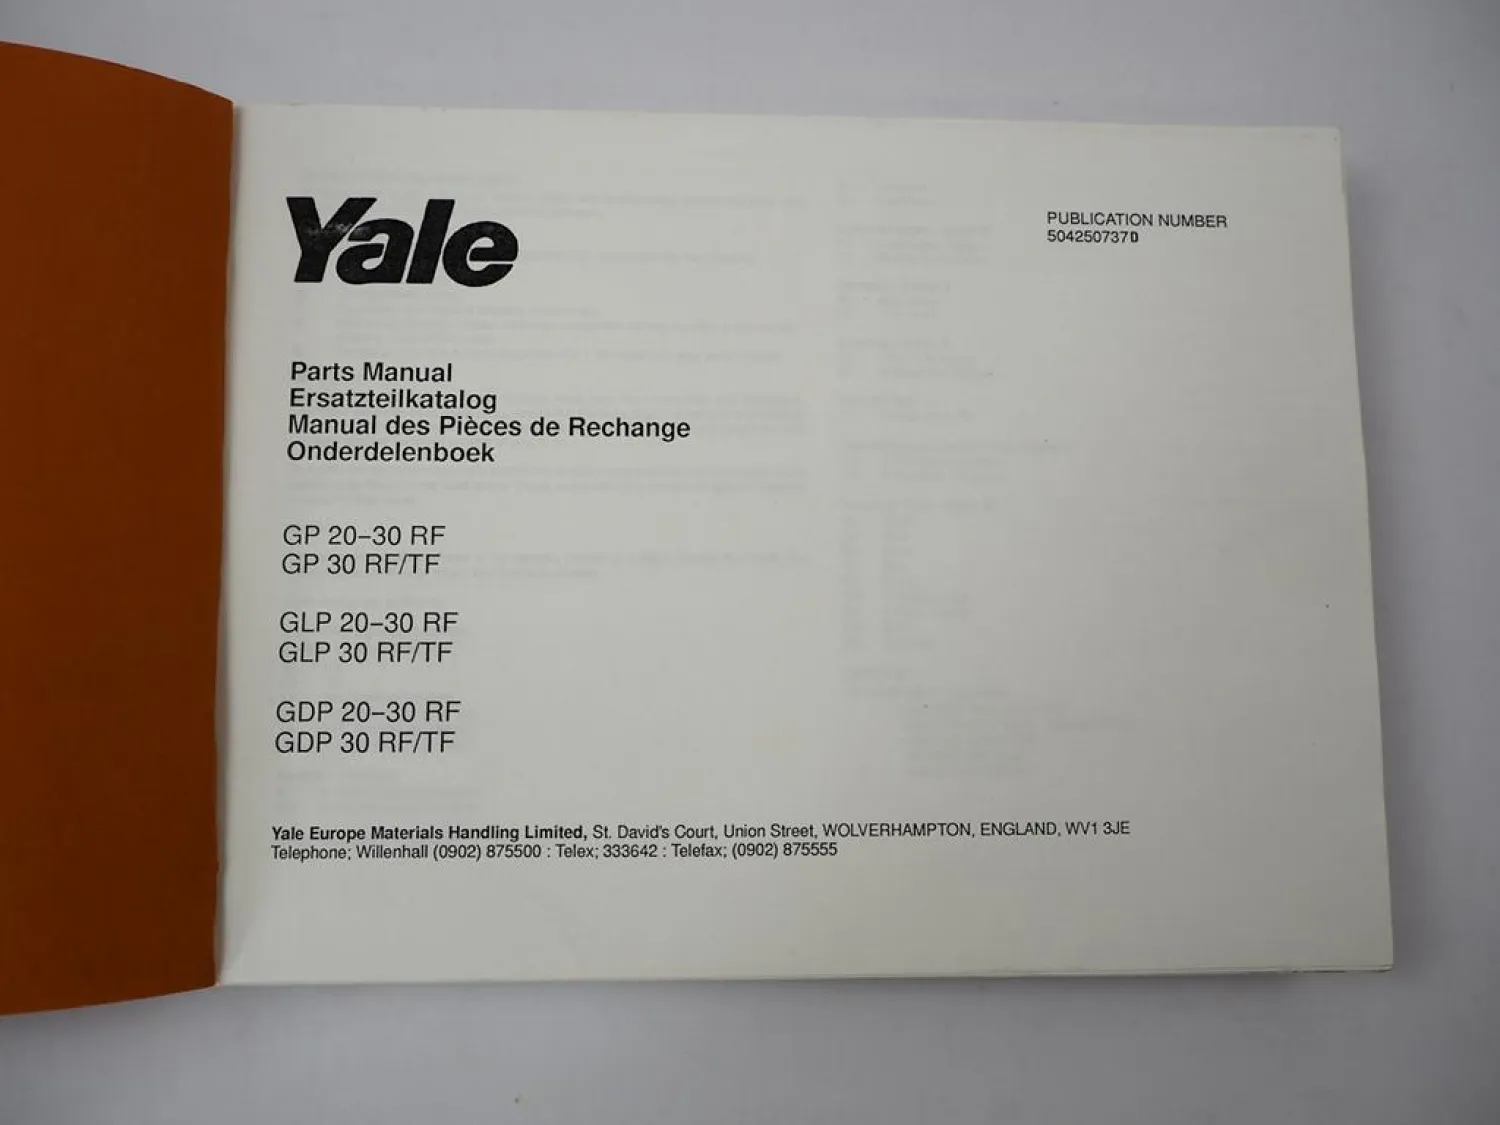 Yale
PUBLICATION NUMBER
504250737D
Parts Manual
Ersatzteilkatalog
Manual des Pièces de Rechange
Onderdelenboek
GP 20–30 RF
GP 30 RF/TF
GLP 20–30 RF
GLP 30 RF/TF
GDP 20–30 RF
GDP 30 RF/TF
Yale Europe Materials Handling Limited, St. David's Court, Union Street, WOLVERHAMPTON, ENGLAND, WV1 3JE
Telephone; Willenhall (0902) 875500 : Telex; 333642 : Telefax; (0902) 875555